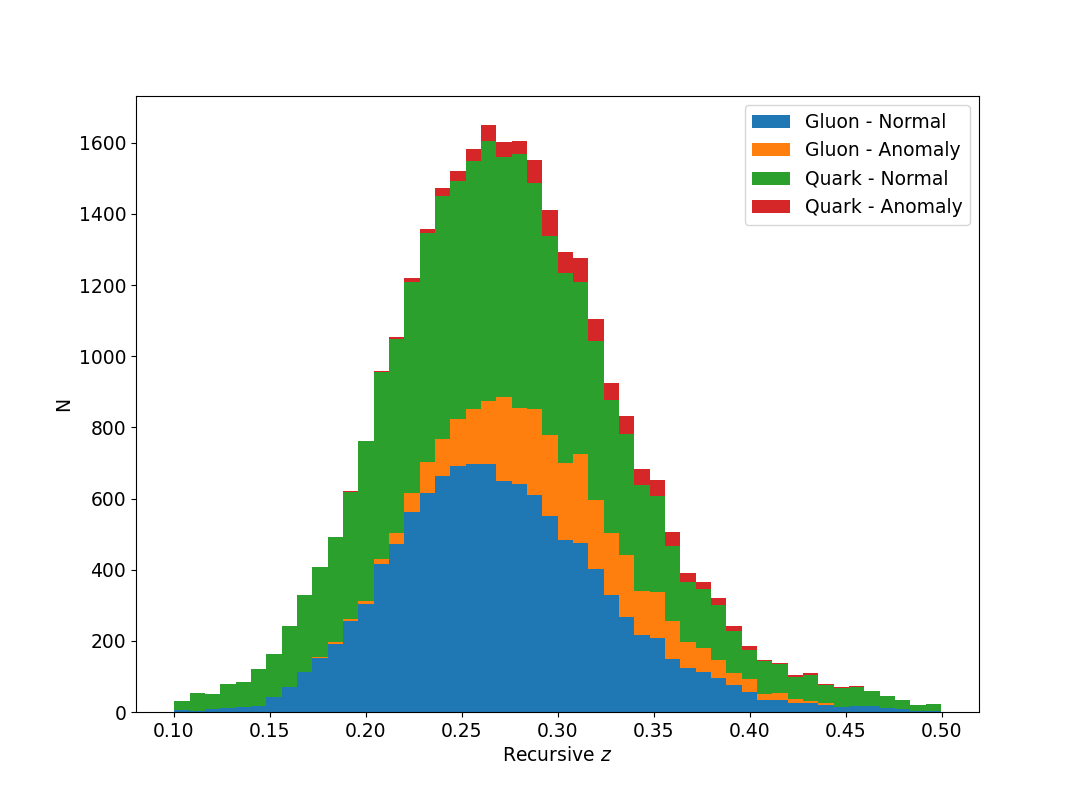 1600
1400
1200
1000
800
600
400
200
0
N
0.10 0.15 0.20 0.25 0.30 0.35 0.40 0.45 0.50
Recursive z
Gluon - Normal
Gluon - Anomaly
Quark - Normal
Quark - Anomaly